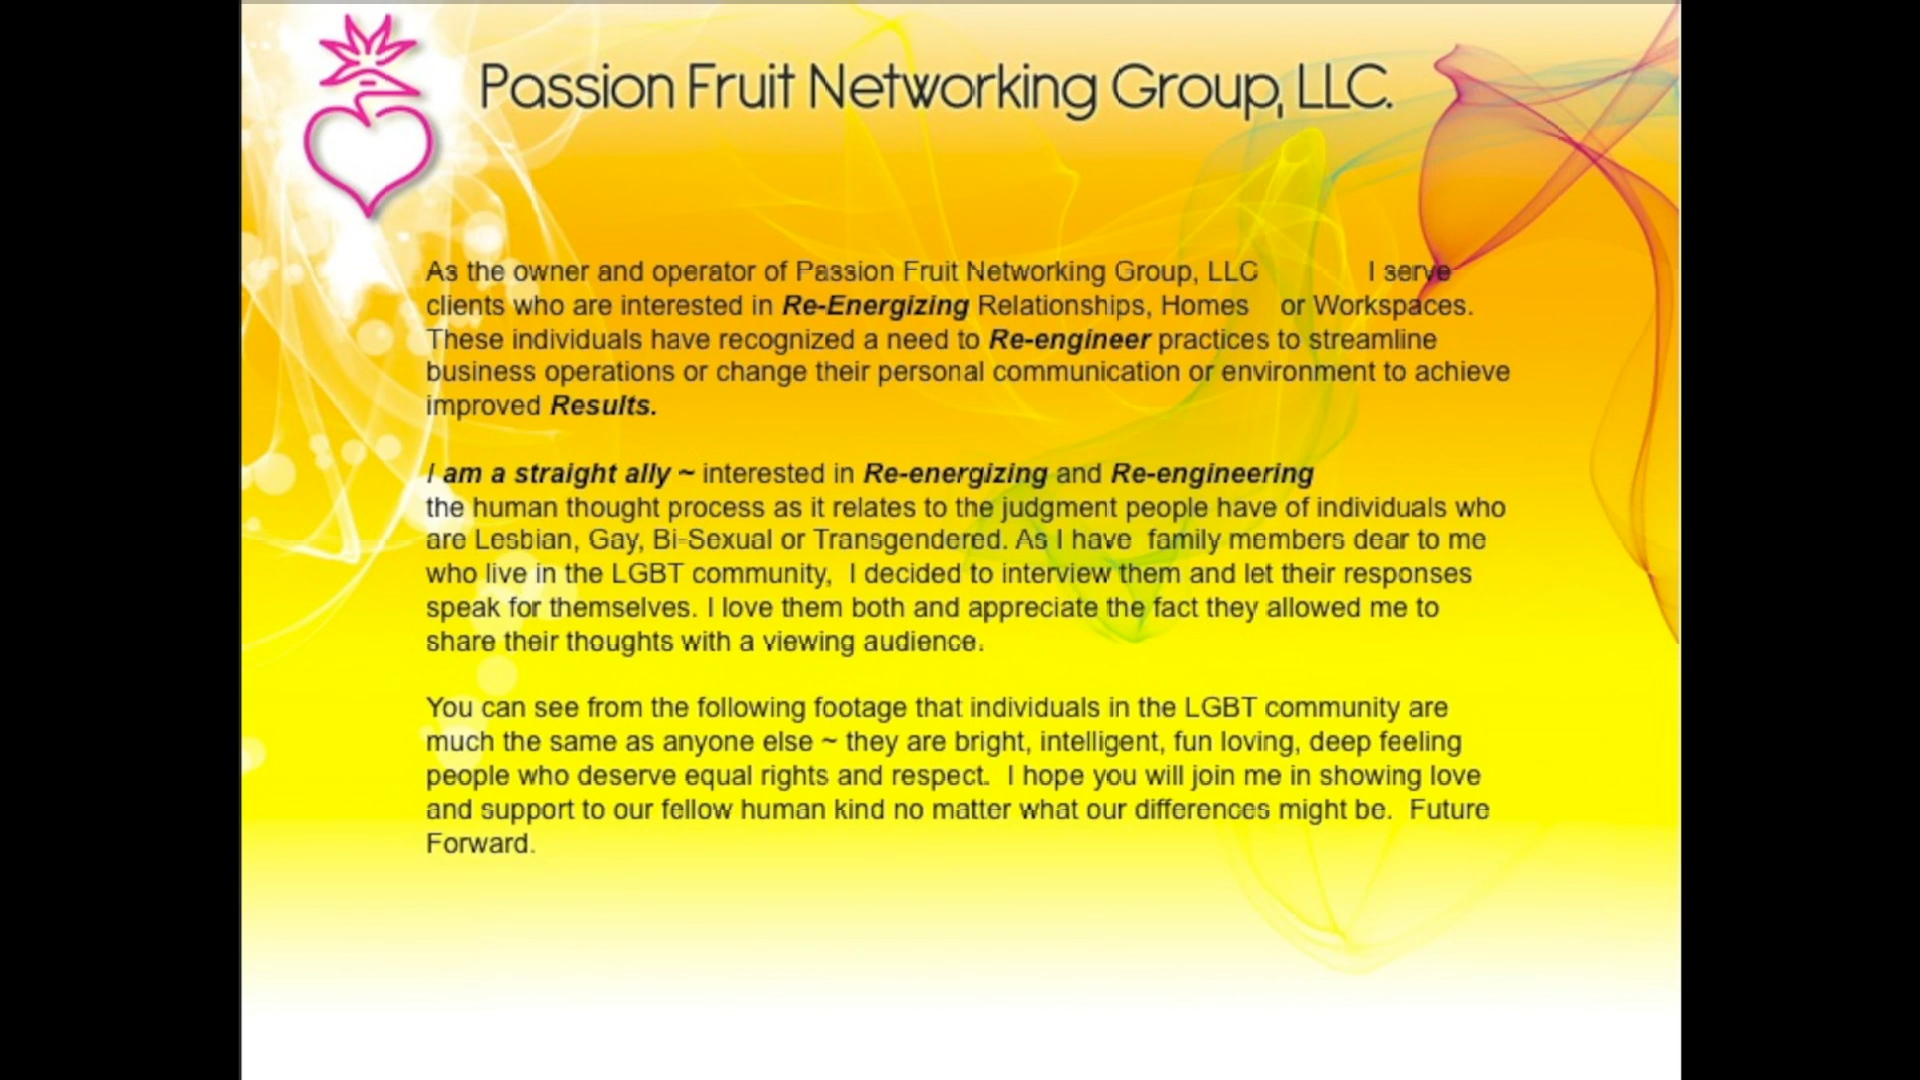 Passion Fruit Networking Group, LLC.
As the owner and operator of Passion Fruit Networking Group, LLC I serve
clients who are interested in Re-Energizing Relationships, Homes or Workspaces.
These individuals have recognized a need to Re-engineer practices to streamline
business operations or change their personal communication or environment to achieve
improved Results.
I am a straight ally ~ interested in Re-energizing and Re-engineering
the human thought process as it relates to the judgment people have of individuals who
are Lesbian, Gay, Bi-Sexual or Transgendered. As I have family members dear to me
who live in the LGBT community, I decided to interview them and let their responses
speak for themselves. I love them both and appreciate the fact they allowed me to
share their thoughts with a viewing audience.
You can see from the following footage that individuals in the LGBT community are
much the same as anyone else ~ they are bright, intelligent, fun loving, deep feeling
people who deserve equal rights and respect. I hope you will join me in showing love
and support to our fellow human kind no matter what our differences might be. Future
Forward.